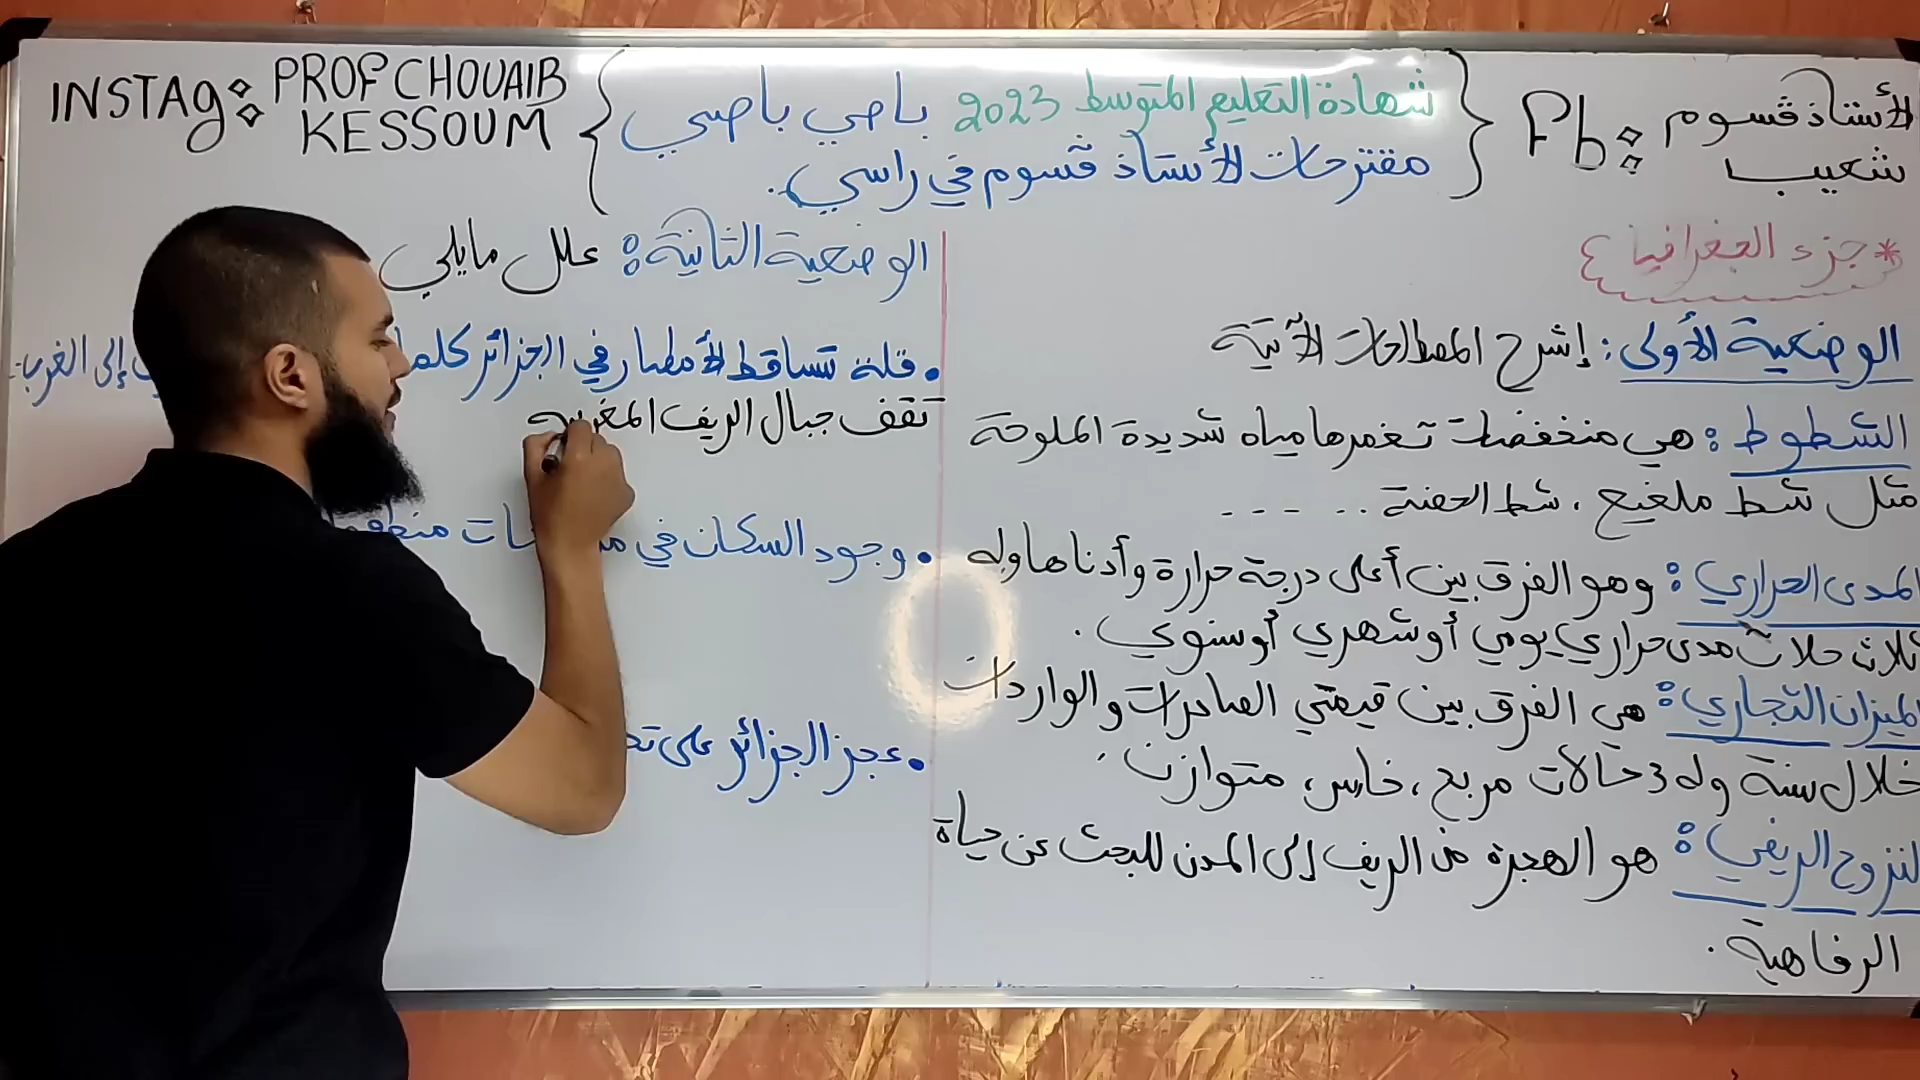 الأستاذ قسوم
شعيب
Fb:
شهادة التعليم المتوسط 2023 باصي باصي
مقترحات الأستاذ قسوم في راسي.
INSTAg: PROF CHOUAIB
KESSOUM
* جزء الجغرافيا
الوضعية الأولى: إشرح المصطلحات الآتية
الشطوط: هي منخفضات تغمرها مياه شديدة الملوحة
مثل شط ملغيغ، شط الحضنة .. - - -
المدى الحراري: وهو الفرق بين أعلى درجة حرارة وأدناها وله
ثلاث حلات مدى حراري يومي أو شهري أو سنوي.
الميزان التجاري: هي الفرق بين قيمتي الصادرات والواردات
خلال سنة وله 3 حالات مربح، خاسر، متوازن.
النزوح الريفي: هو الهجرة من الريف إلى المدن للبحث عن حياة
الرفاهية.
الوضعية الثانية: علل مايلي
• قلة تساقط الأمطار في الجزائر كلما إلى الغرب
تقف جبال الريف المغربية
• وجود السكان في
• عجز الجزائر على